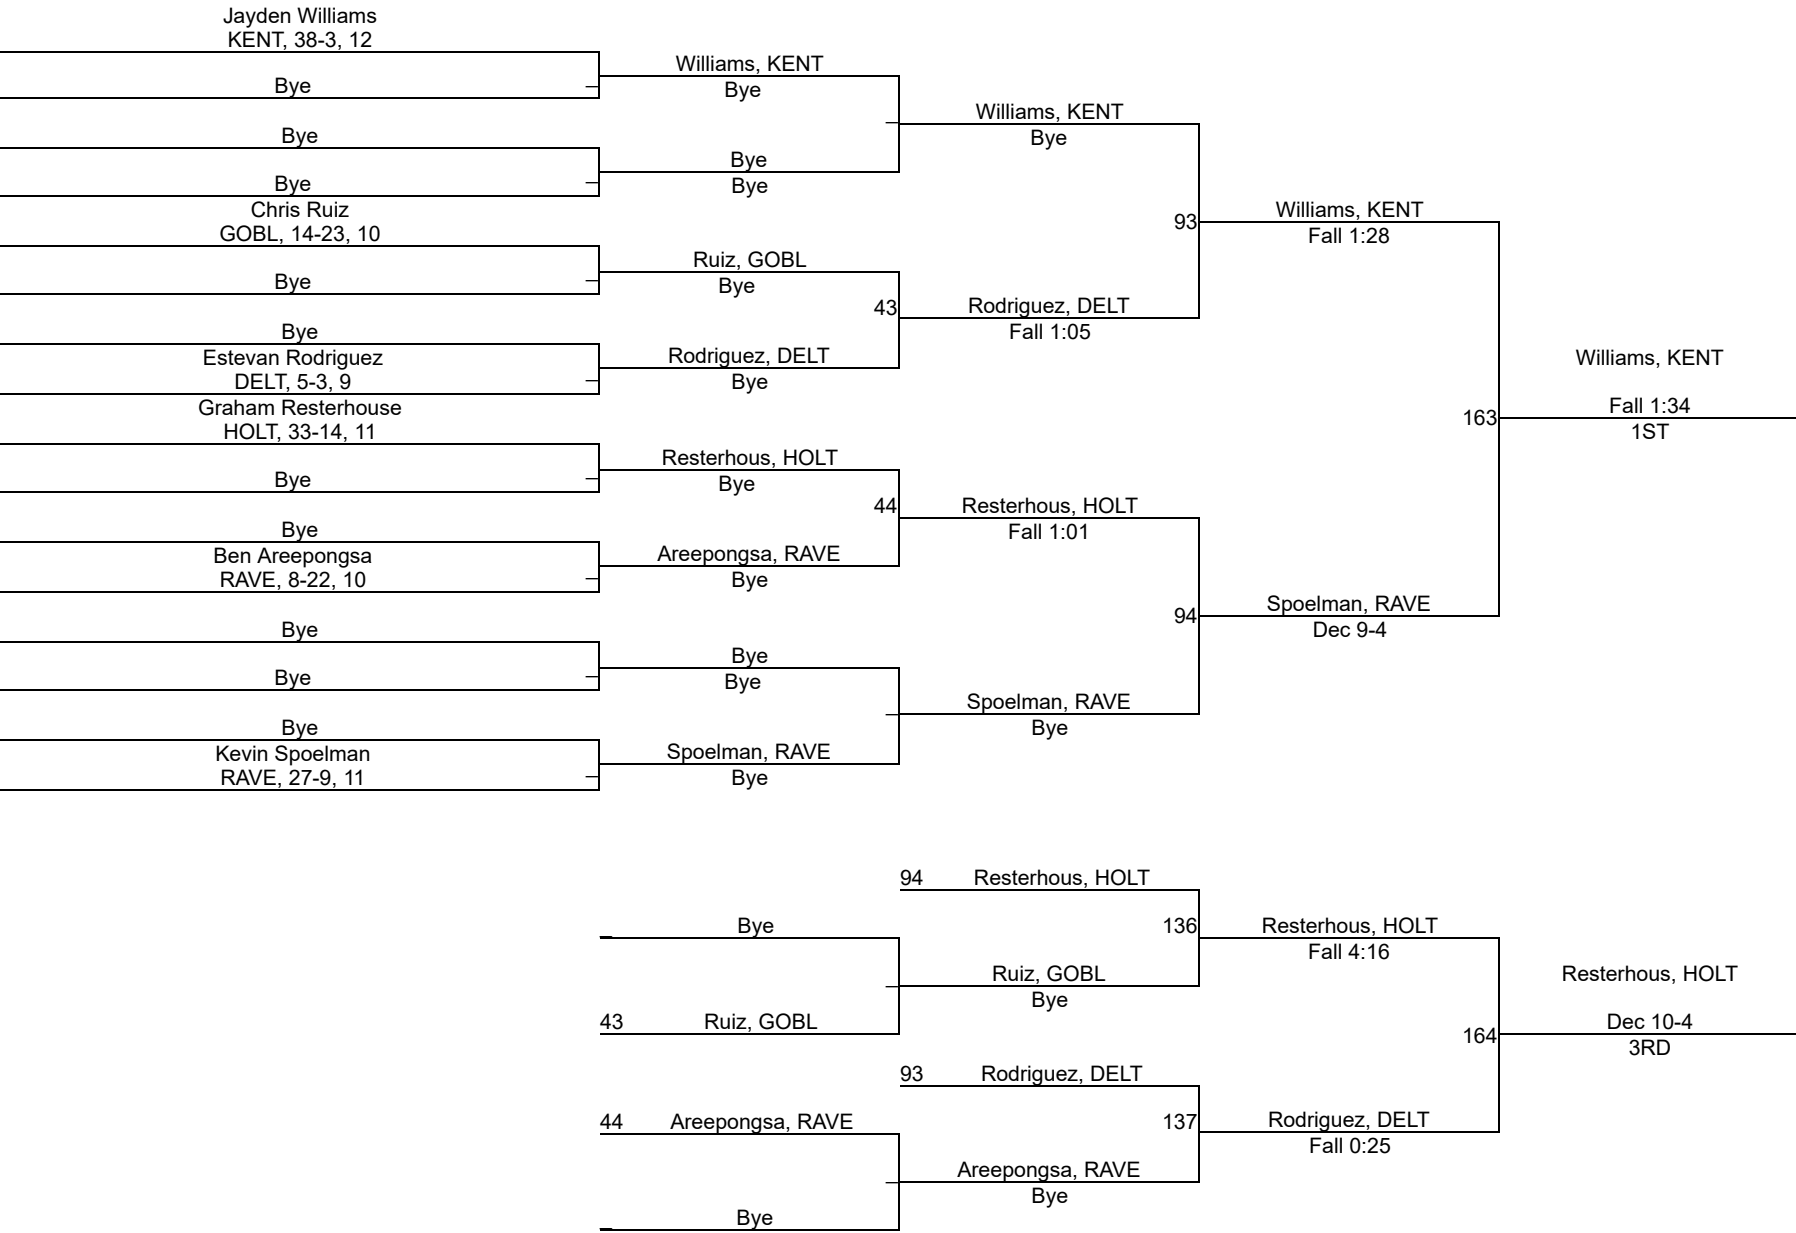 Jayden Williams
KENT, 38-3, 12
Bye
Bye
Bye
Chris Ruiz
GOBL, 14-23, 10
Bye
Bye
Estevan Rodriguez
DELT, 5-3, 9
Graham Resterhouse
HOLT, 33-14, 11
Bye
Bye
Ben Areepongsa
RAVE, 8-22, 10
Bye
Bye
Bye
Kevin Spoelman
RAVE, 27-9, 11
Williams, KENT
Bye
Bye
Bye
Ruiz, GOBL
Bye
43
Rodriguez, DELT
Bye
Resterhous, HOLT
Bye
44
Areepongsa, RAVE
Bye
Bye
Bye
Spoelman, RAVE
Bye
Williams, KENT
Bye
93
Rodriguez, DELT
Fall 1:05
Resterhous, HOLT
Fall 1:01
94
Spoelman, RAVE
Bye
Williams, KENT
Fall 1:28
163
Spoelman, RAVE
Dec 9-4
Williams, KENT
Fall 1:34
1ST
94 Resterhous, HOLT
Bye
136
Ruiz, GOBL
Bye
43 Ruiz, GOBL
93 Rodriguez, DELT
44 Areepongsa, RAVE
137
Areepongsa, RAVE
Bye
Bye
Resterhous, HOLT
Fall 4:16
164
Rodriguez, DELT
Fall 0:25
Resterhous, HOLT
Dec 10-4
3RD